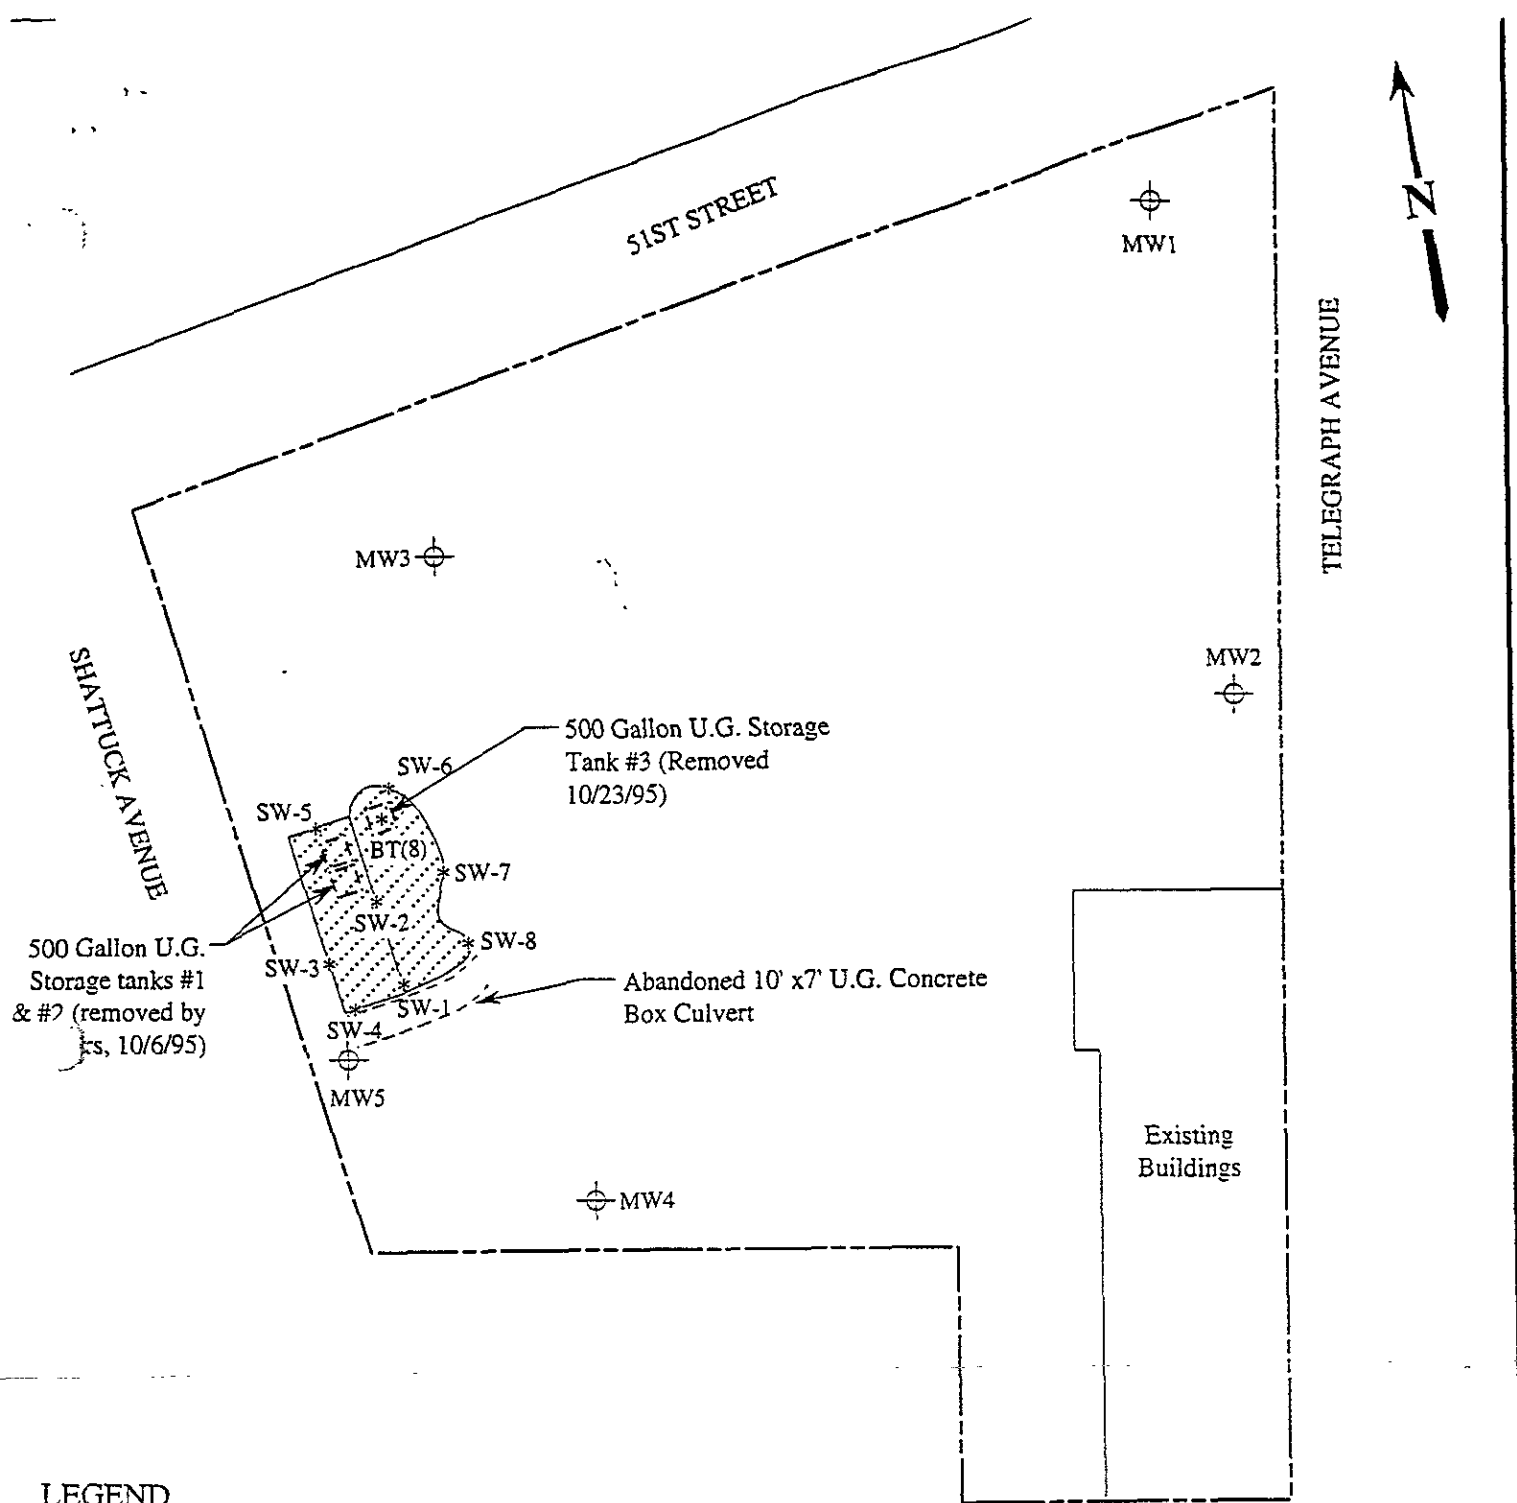 51ST STREET
N
MW1
TELEGRAPH AVENUE
MW3
MW2
SHATTUCK AVENUE
500 Gallon U.G. Storage
Tank #3 (Removed
10/23/95)
SW-6
SW-5
BT(8)
SW-7
SW-2
SW-8
500 Gallon U.G.
Storage tanks #1
& #2 (removed by
10/6/95)
SW-3
Abandoned 10' x7' U.G. Concrete
Box Culvert
SW-1
SW-4
MW5
Existing
Buildings
MW4
LEGEND